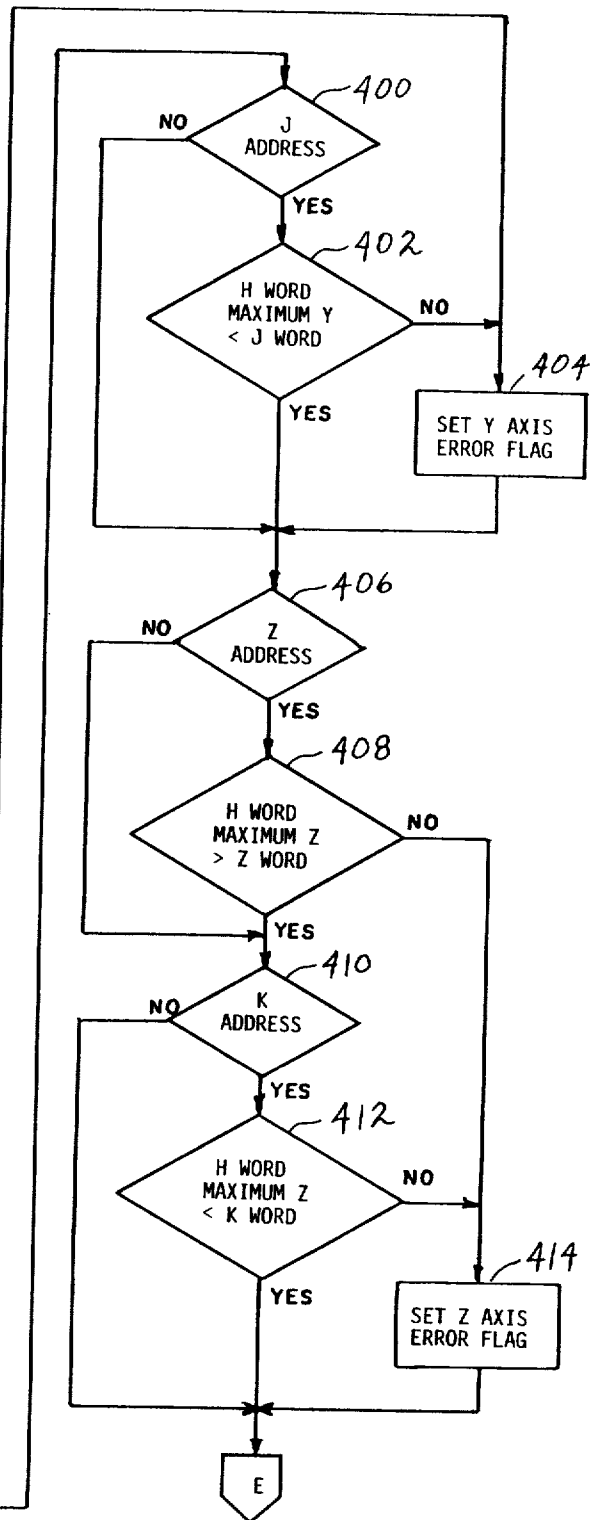 400
J
ADDRESS
NO
YES
402
H WORD
MAXIMUM Y
< J WORD
NO
YES
404
SET Y AXIS
ERROR FLAG
406
Z
ADDRESS
NO
YES
408
H WORD
MAXIMUM Z
> Z WORD
NO
YES
410
K
ADDRESS
NO
YES
412
H WORD
MAXIMUM Z
< K WORD
NO
YES
414
SET Z AXIS
ERROR FLAG
E